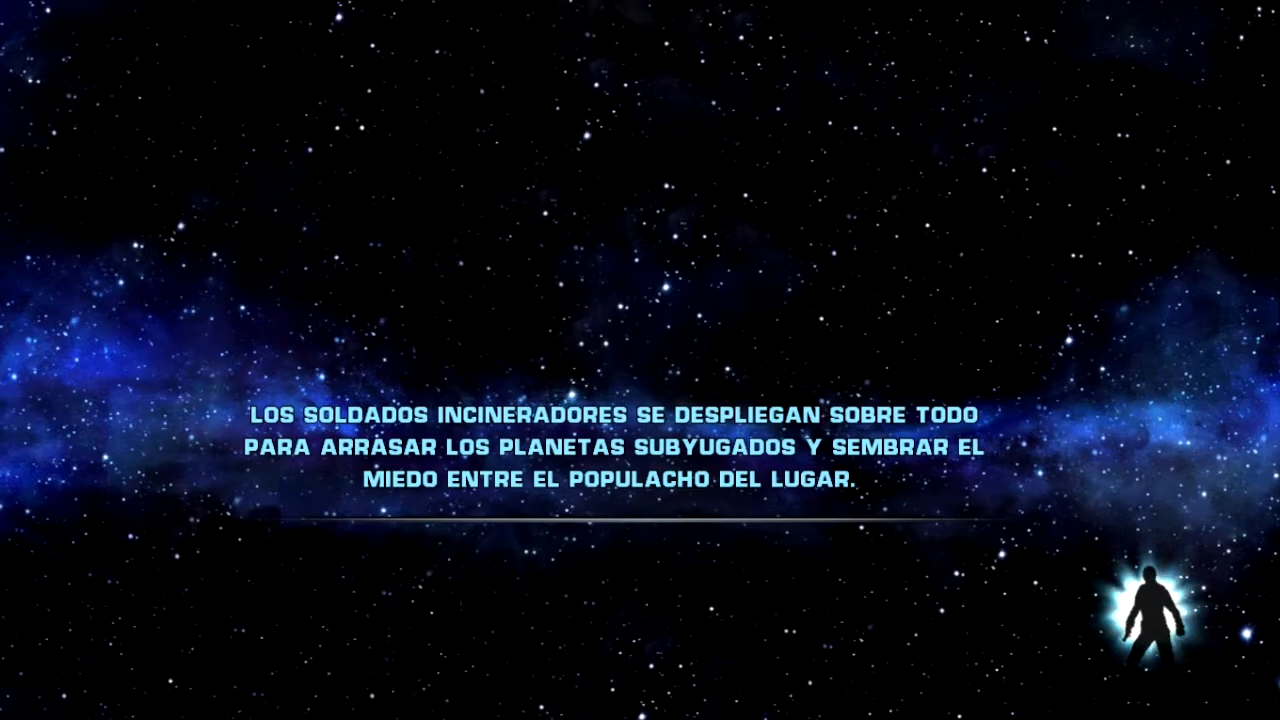 LOS SOLDADOS INCINERADORES SE DESPLIEGAN SOBRE TODO
PARA ARRASAR LOS PLANETAS SUBYUGADOS Y SEMBRAR EL
MIEDO ENTRE EL POPULACHO DEL LUGAR.